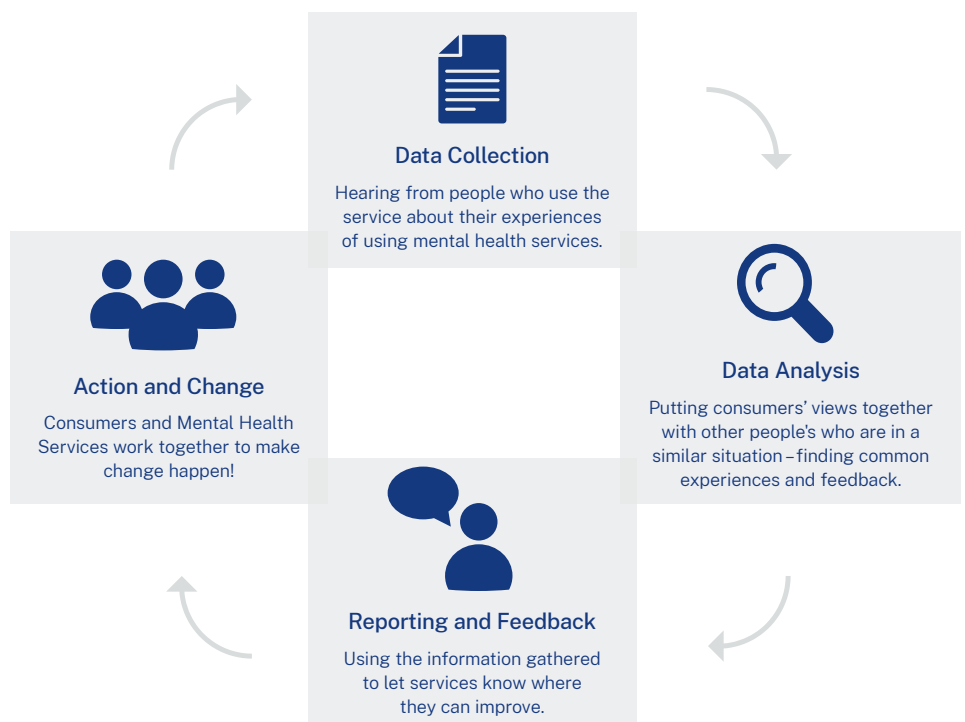 Data Collection
Hearing from people who use the
service about their experiences
of using mental health services.
Data Analysis
Putting consumers’ views together
with other people's who are in a
similar situation – finding common
experiences and feedback.
Reporting and Feedback
Using the information gathered
to let services know where
they can improve.
Action and Change
Consumers and Mental Health
Services work together to make
change happen!